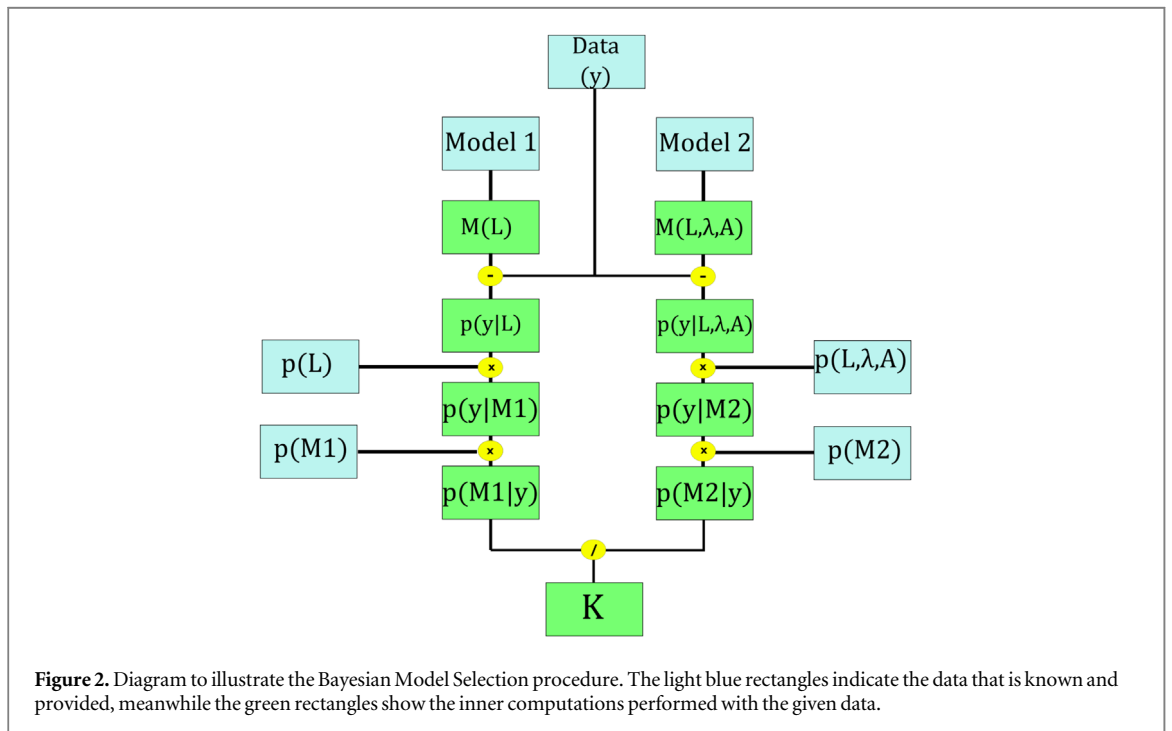 Data
(y)
Model 1
Model 2
M(L)
M(L,λ,A)
-
-
p(y|L)
p(y|L,λ,A)
p(L)
x
x
p(L,λ,A)
p(y|M1)
p(y|M2)
p(M1)
x
x
p(M2)
p(M1|y)
p(M2|y)
/
K
Figure 2. Diagram to illustrate the Bayesian Model Selection procedure. The light blue rectangles indicate the data that is known and
provided, meanwhile the green rectangles show the inner computations performed with the given data.